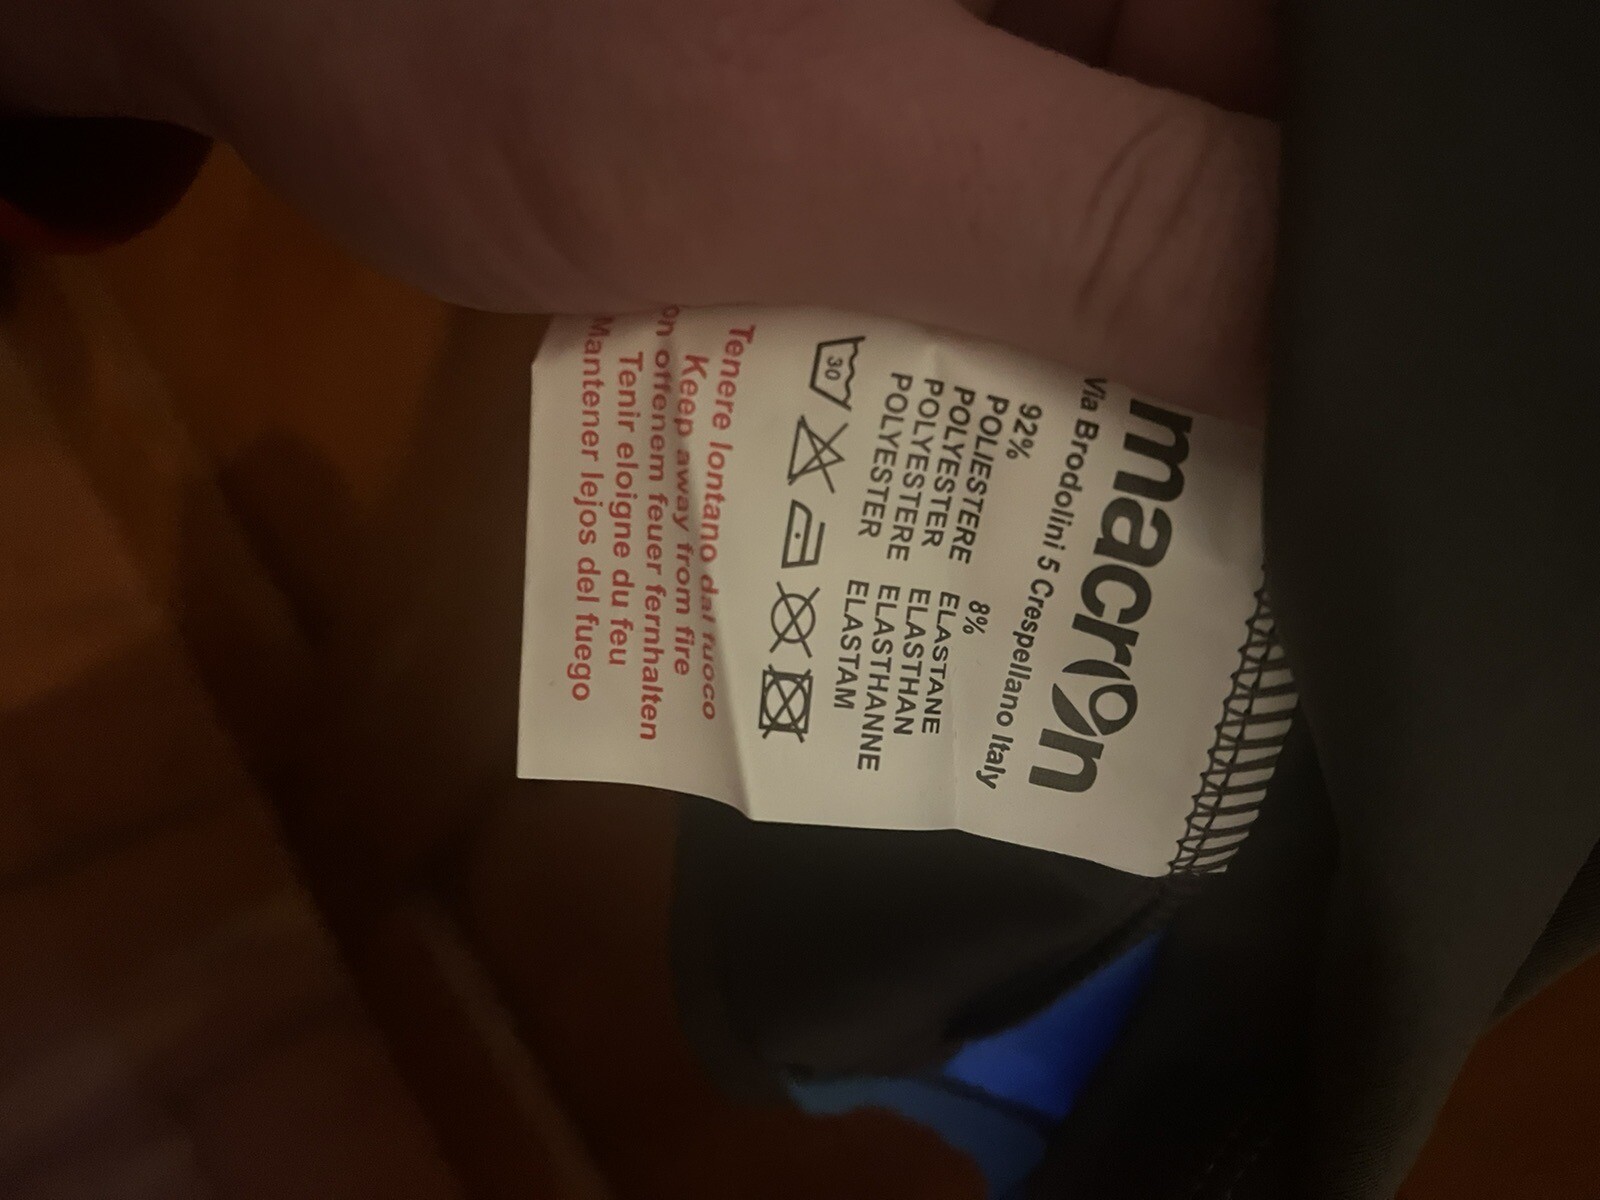 macron
Via Brodolini 5 Crespellano Italy
92% 8%
POLIESTERE ELASTANE
POLYESTER ELASTHAN
POLYESTERE ELASTHANNE
POLYESTER ELASTAM
30
Tenere lontano dal fuoco
Keep away from fire
on offenem feuer fernhalten
Tenir eloigne du feu
Mantener lejos del fuego